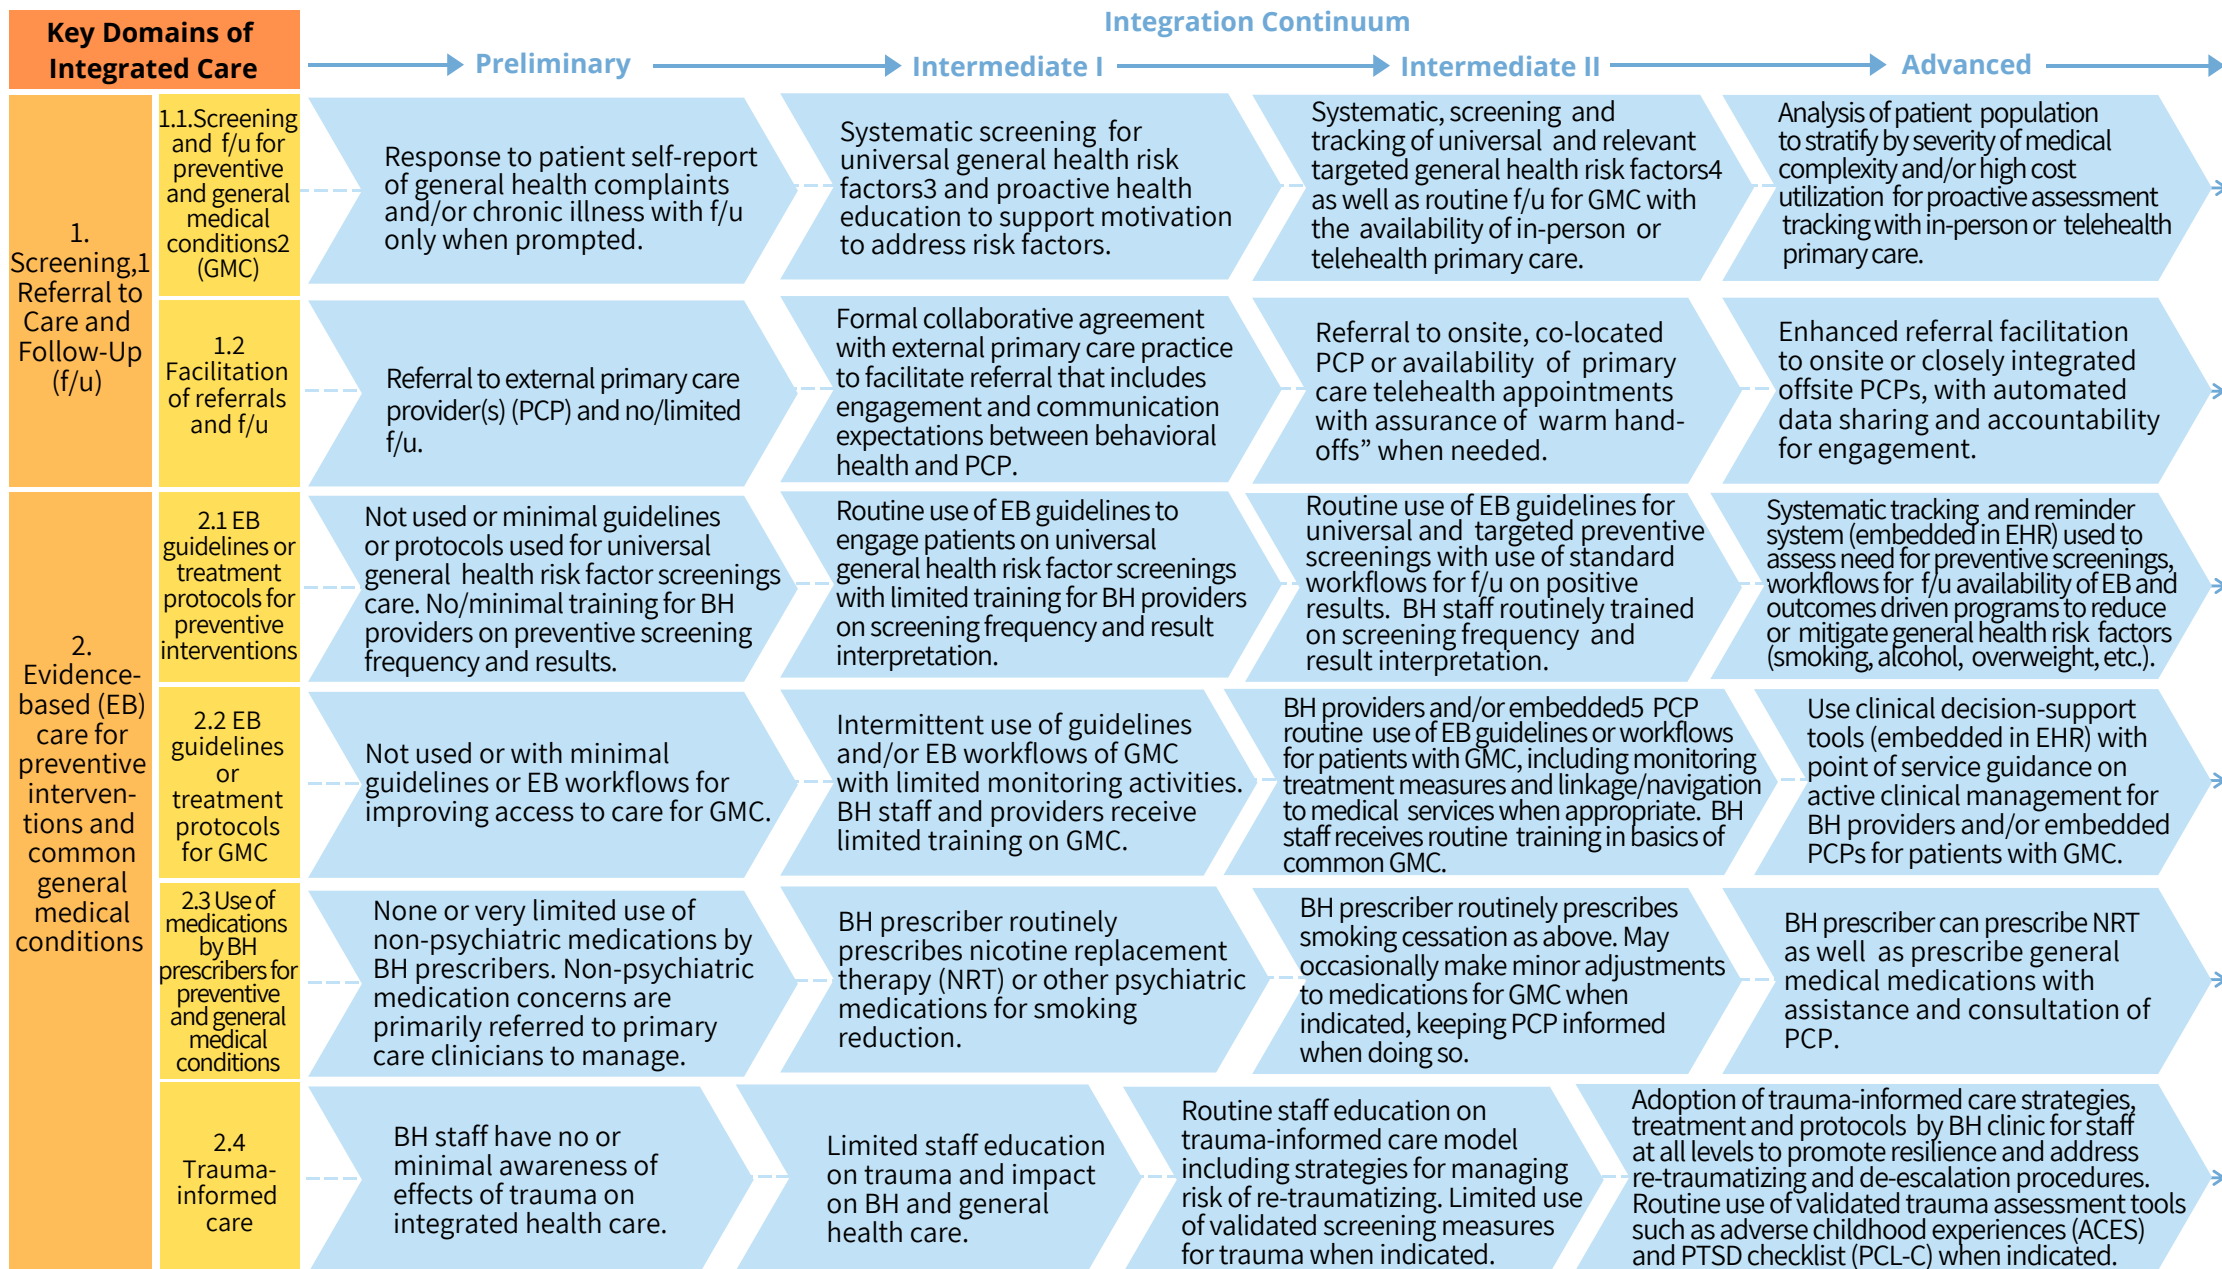 Key Domains of
Integrated Care
Integration Continuum
Preliminary
Intermediate I
Intermediate II
Advanced
1.
Screening,1
Referral to
Care and
Follow-Up
(f/u)
1.1.Screening
and f/u for
preventive
and general
medical
conditions2
(GMC)
Response to patient self-report
of general health complaints
and/or chronic illness with f/u
only when prompted.
Systematic screening for
universal general health risk
factors3 and proactive health
education to support motivation
to address risk factors.
Systematic, screening and
tracking of universal and relevant
targeted general health risk factors4
as well as routine f/u for GMC with
the availability of in-person or
telehealth primary care.
Analysis of patient population
to stratify by severity of medical
complexity and/or high cost
utilization for proactive assessment
tracking with in-person or telehealth
primary care.
1.2
Facilitation
of referrals
and f/u
Referral to external primary care
provider(s) (PCP) and no/limited
f/u.
Formal collaborative agreement
with external primary care practice
to facilitate referral that includes
engagement and communication
expectations between behavioral
health and PCP.
Referral to onsite, co-located
PCP or availability of primary
care telehealth appointments
with assurance of warm hand-
offs” when needed.
Enhanced referral facilitation
to onsite or closely integrated
offsite PCPs, with automated
data sharing and accountability
for engagement.
2.
Evidence-
based (EB)
care for
preventive
interven-
tions and
common
general
medical
conditions
2.1 EB
guidelines or
treatment
protocols for
preventive
interventions
Not used or minimal guidelines
or protocols used for universal
general health risk factor screenings
care. No/minimal training for BH
providers on preventive screening
frequency and results.
Routine use of EB guidelines to
engage patients on universal
general health risk factor screenings
with limited training for BH providers
on screening frequency and result
interpretation.
Routine use of EB guidelines for
universal and targeted preventive
screenings with use of standard
workflows for f/u on positive
results. BH staff routinely trained
on screening frequency and
result interpretation.
Systematic tracking and reminder
system (embedded in EHR) used to
assess need for preventive screenings,
workflows for f/u availability of EB and
outcomes driven programs to reduce
or mitigate general health risk factors
(smoking, alcohol, overweight, etc.).
2.2 EB
guidelines
or
treatment
protocols
for GMC
Not used or with minimal
guidelines or EB workflows for
improving access to care for GMC.
Intermittent use of guidelines
and/or EB workflows of GMC
with limited monitoring activities.
BH staff and providers receive
limited training on GMC.
BH providers and/or embedded5 PCP
routine use of EB guidelines or workflows
for patients with GMC, including monitoring
treatment measures and linkage/navigation
to medical services when appropriate. BH
staff receives routine training in basics of
common GMC.
Use clinical decision-support
tools (embedded in EHR) with
point of service guidance on
active clinical management for
BH providers and/or embedded
PCPs for patients with GMC.
2.3 Use of
medications
by BH
prescribers for
preventive
and general
medical
conditions
None or very limited use of
non-psychiatric medications by
BH prescribers. Non-psychiatric
medication concerns are
primarily referred to primary
care clinicians to manage.
BH prescriber routinely
prescribes nicotine replacement
therapy (NRT) or other psychiatric
medications for smoking
reduction.
BH prescriber routinely prescribes
smoking cessation as above. May
occasionally make minor adjustments
to medications for GMC when
indicated, keeping PCP informed
when doing so.
BH prescriber can prescribe NRT
as well as prescribe general
medical medications with
assistance and consultation of
PCP.
2.4
Trauma-
informed
care
BH staff have no or
minimal awareness of
effects of trauma on
integrated health care.
Limited staff education
on trauma and impact
on BH and general
health care.
Routine staff education on
trauma-informed care model
including strategies for managing
risk of re-traumatizing. Limited use
of validated screening measures
for trauma when indicated.
Adoption of trauma-informed care strategies,
treatment and protocols by BH clinic for staff
at all levels to promote resilience and address
re-traumatizing and de-escalation procedures.
Routine use of validated trauma assessment tools
such as adverse childhood experiences (ACES)
and PTSD checklist (PCL-C) when indicated.